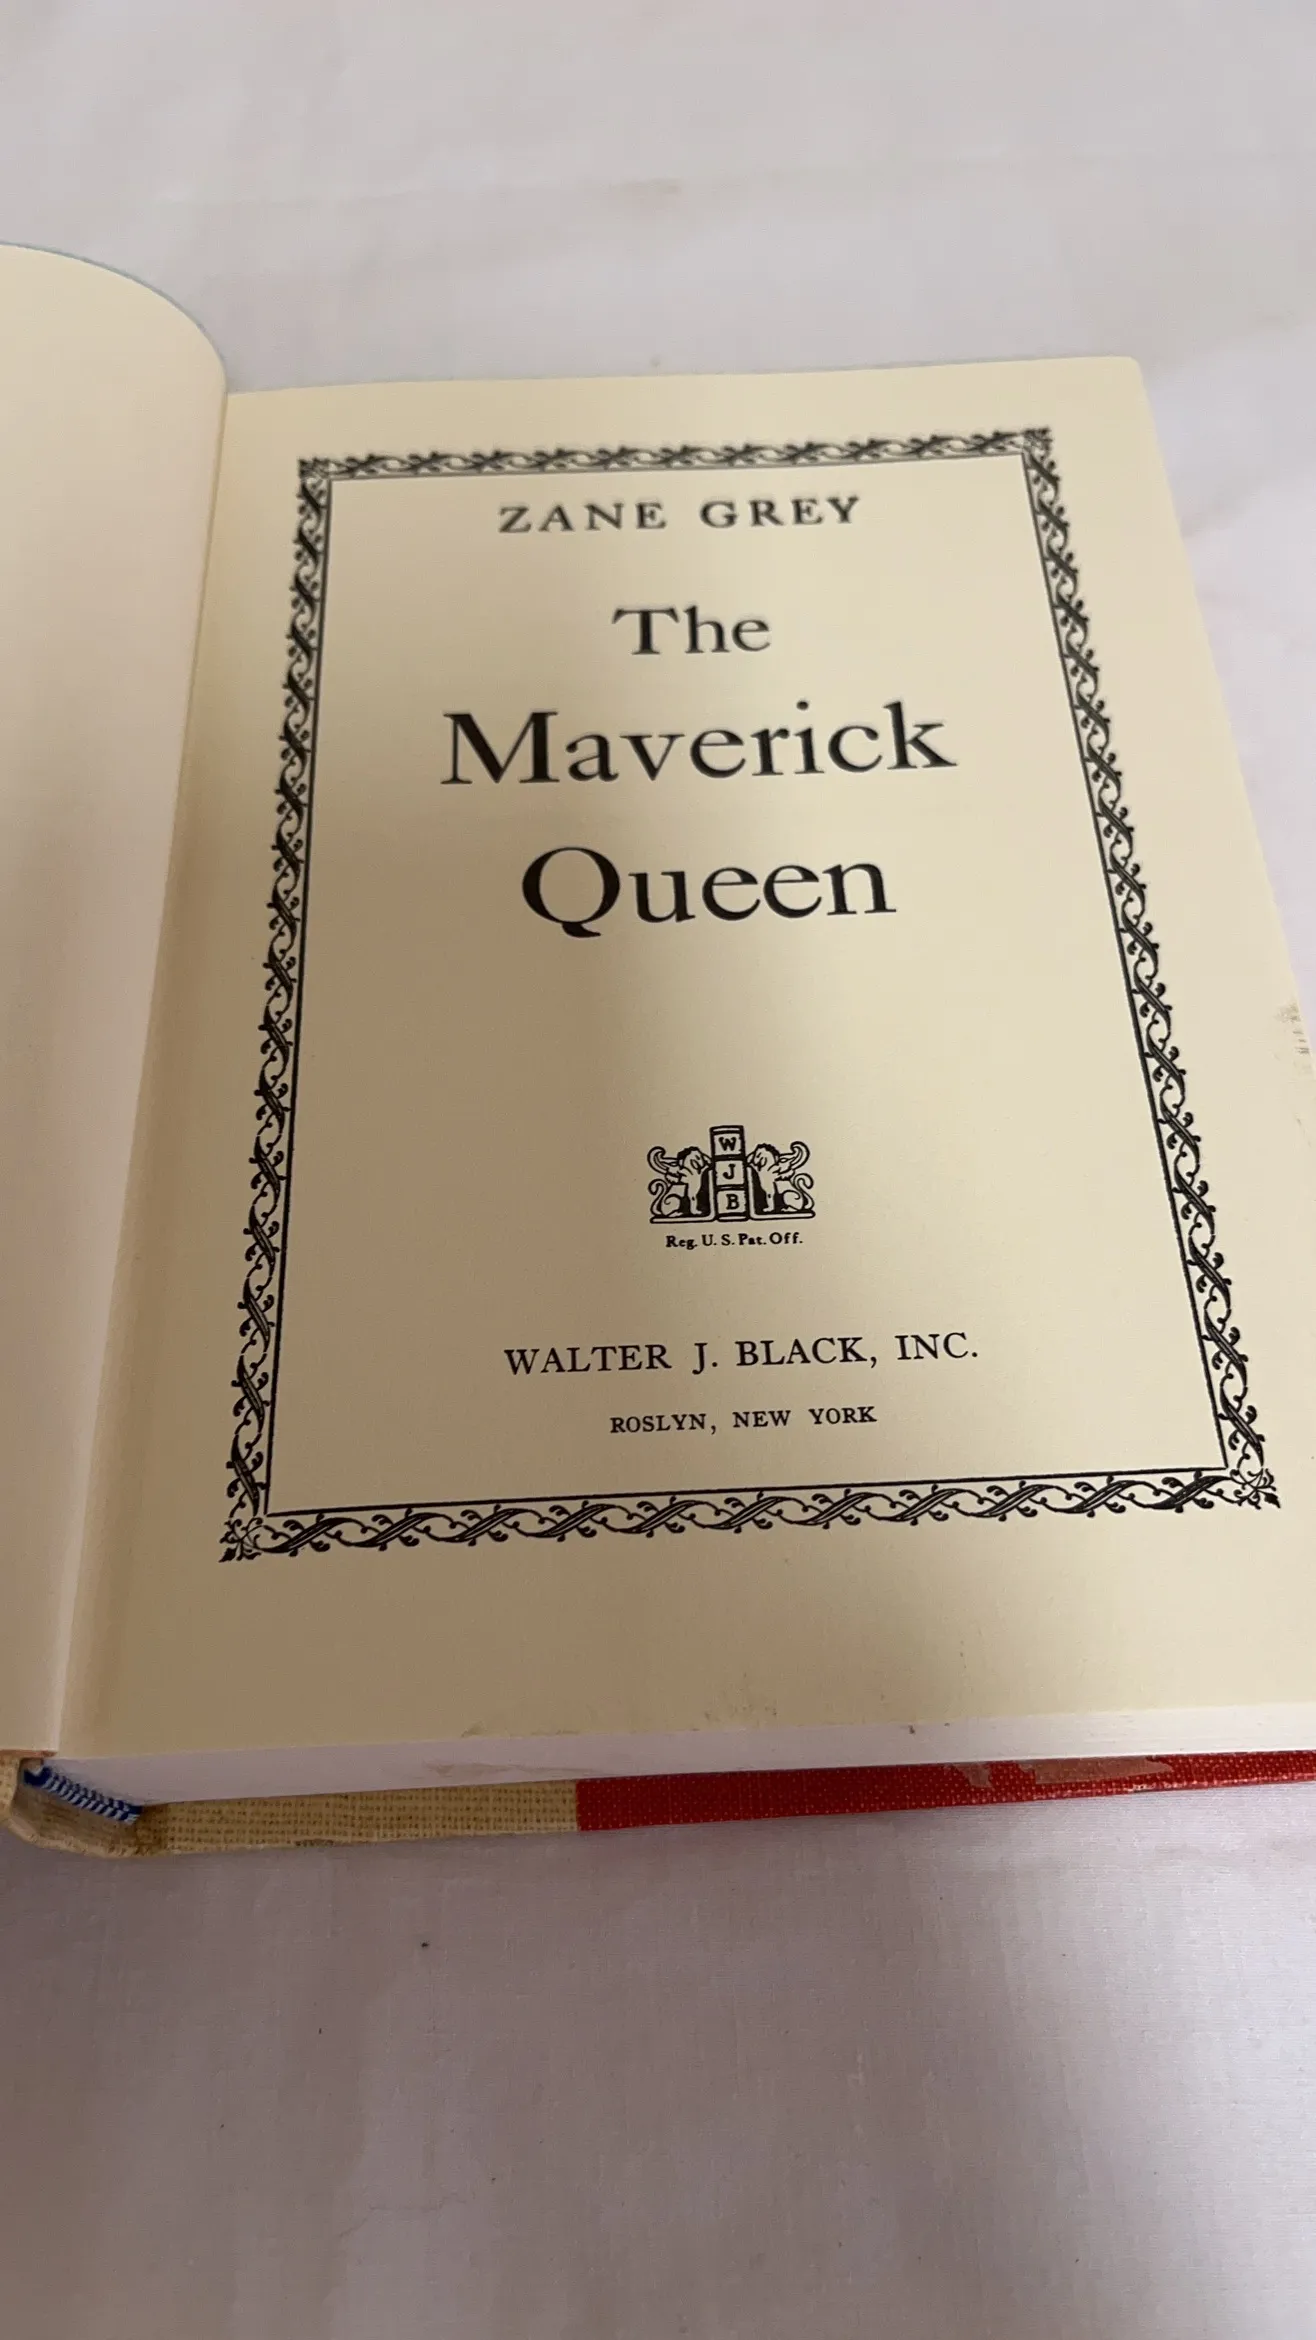 ZANE GREY
The
Maverick
Queen
W
J
B
Reg. U. S. Pat. Off.
WALTER J. BLACK, INC.
ROSLYN, NEW YORK